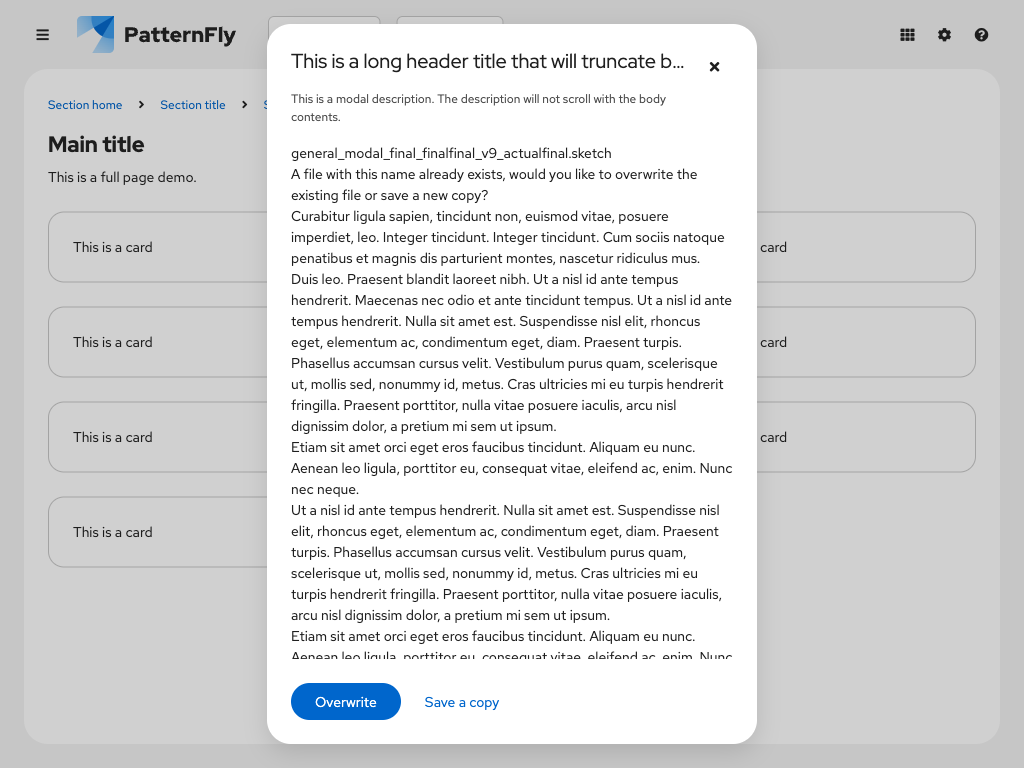 PatternFly
Section home
Section title
Main title
This is a full page demo.
This is a card
card
This is a card
card
This is a card
card
This is a card
This is a long header title that will truncate b...
This is a modal description. The description will not scroll with the body
contents.
general_modal_final_finalfinal_v9_actualfinal.sketch
A file with this name already exists, would you like to overwrite the
existing file or save a new copy?
Curabitur ligula sapien, tincidunt non, euismod vitae, posuere
imperdiet, leo. Integer tincidunt. Integer tincidunt. Cum sociis natoque
penatibus et magnis dis parturient montes, nascetur ridiculus mus.
Duis leo. Praesent blandit laoreet nibh. Ut a nisl id ante tempus
hendrerit. Maecenas nec odio et ante tincidunt tempus. Ut a nisl id ante
tempus hendrerit. Nulla sit amet est. Suspendisse nisl elit, rhoncus
eget, elementum ac, condimentum eget, diam. Praesent turpis.
Phasellus accumsan cursus velit. Vestibulum purus quam, scelerisque
ut, mollis sed, nonummy id, metus. Cras ultricies mi eu turpis hendrerit
fringilla. Praesent porttitor, nulla vitae posuere iaculis, arcu nisl
dignissim dolor, a pretium mi sem ut ipsum.
Etiam sit amet orci eget eros faucibus tincidunt. Aliquam eu nunc.
Aenean leo ligula, porttitor eu, consequat vitae, eleifend ac, enim. Nunc
nec neque.
Ut a nisl id ante tempus hendrerit. Nulla sit amet est. Suspendisse nisl
elit, rhoncus eget, elementum ac, condimentum eget, diam. Praesent
turpis. Phasellus accumsan cursus velit. Vestibulum purus quam,
scelerisque ut, mollis sed, nonummy id, metus. Cras ultricies mi eu
turpis hendrerit fringilla. Praesent porttitor, nulla vitae posuere iaculis,
arcu nisl dignissim dolor, a pretium mi sem ut ipsum.
Etiam sit amet orci eget eros faucibus tincidunt. Aliquam eu nunc.
Aenean leo ligula, porttitor eu, consequat vitae, eleifend ac, enim. Nunc
Overwrite
Save a copy